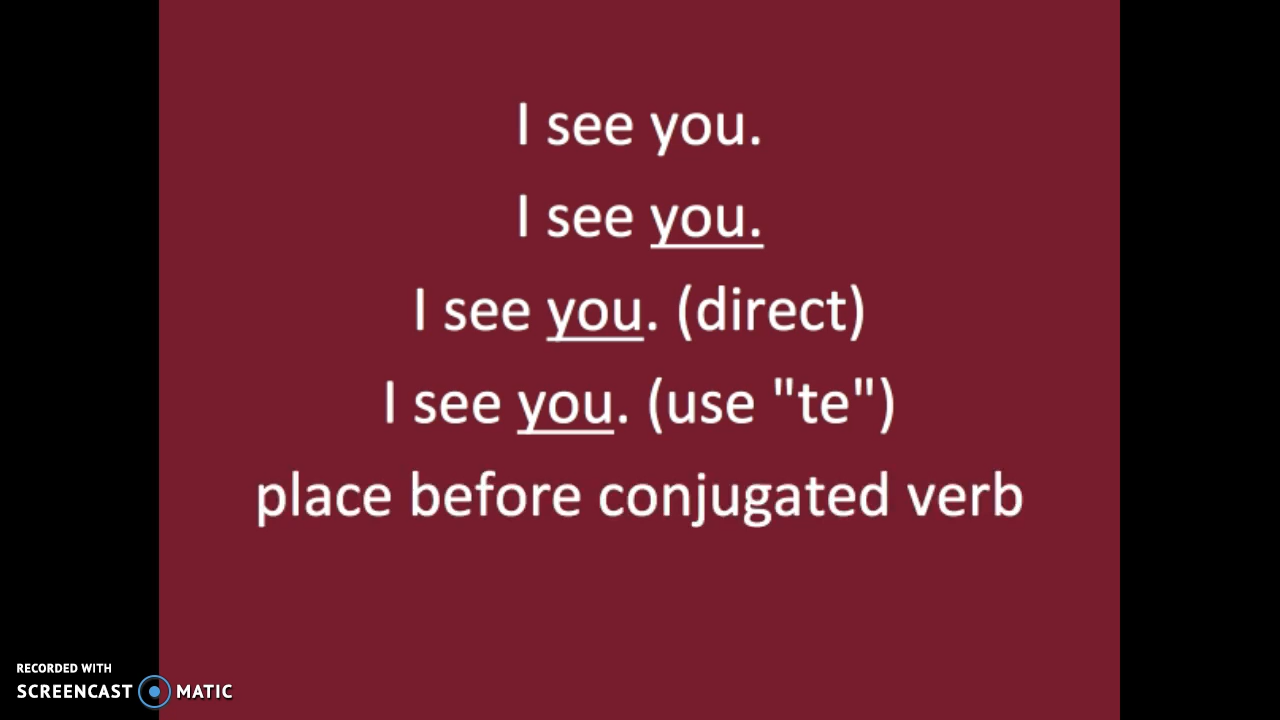 I see you.
I see you.
I see you. (direct)
I see you. (use "te")
place before conjugated verb
RECORDED WITH
SCREENCAST MATIC